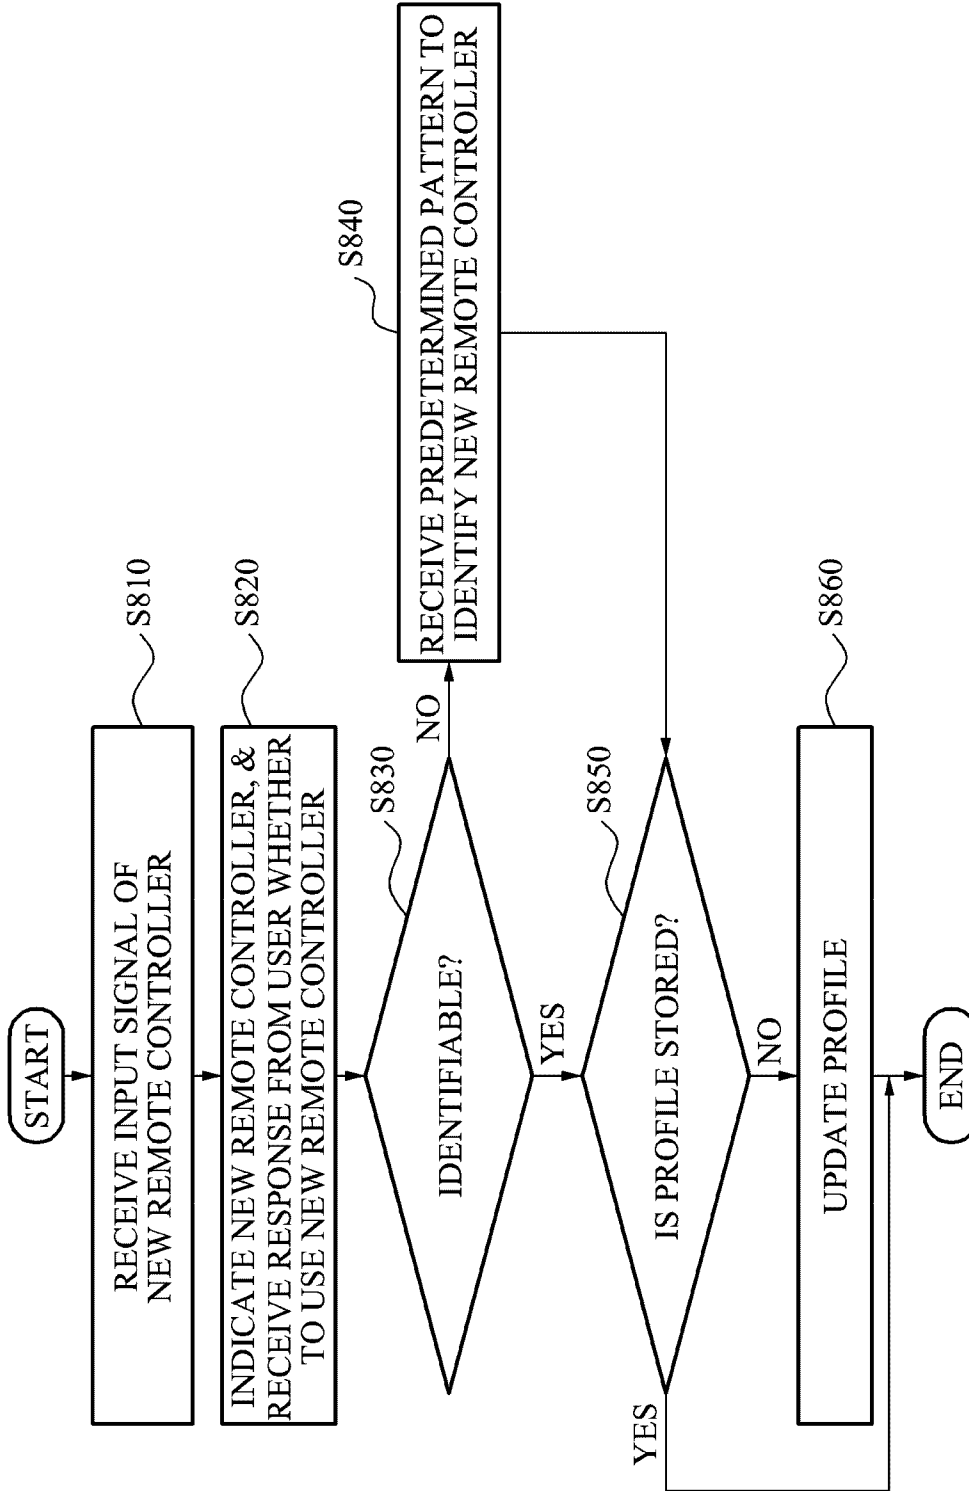 START
RECEIVE INPUT SIGNAL OF
NEW REMOTE CONTROLLER
S810
INDICATE NEW REMOTE CONTROLLER, &
RECEIVE RESPONSE FROM USER WHETHER
TO USE NEW REMOTE CONTROLLER
S820
IDENTIFIABLE?
S830
NO
YES
RECEIVE PREDETERMINED PATTERN TO
IDENTIFY NEW REMOTE CONTROLLER
S840
IS PROFILE STORED?
S850
YES
NO
UPDATE PROFILE
S860
END